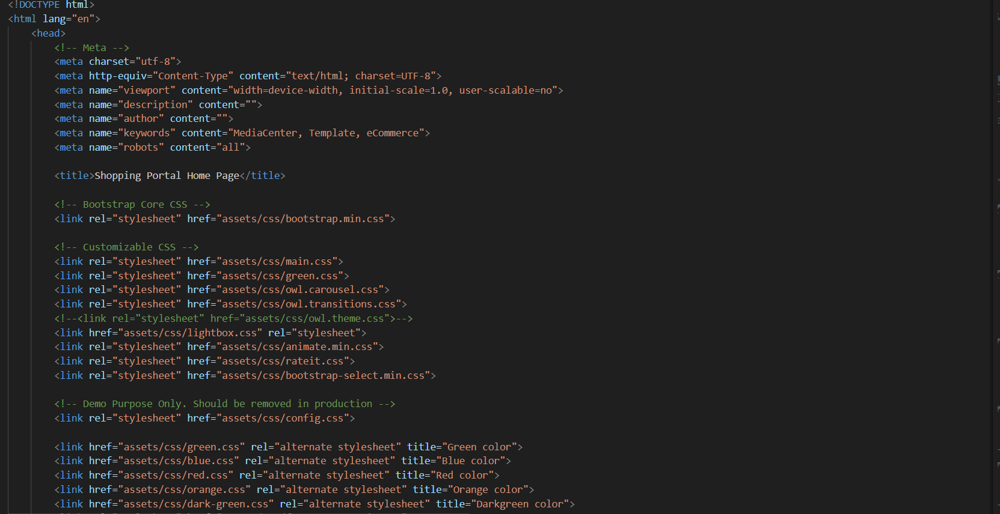 <!DOCTYPE html>
<html lang="en">
<head>
<!-- Meta -->
<meta charset="utf-8">
<meta http-equiv="Content-Type" content="text/html; charset=UTF-8">
<meta name="viewport" content="width=device-width, initial-scale=1.0, user-scalable=no">
<meta name="description" content="">
<meta name="author" content="">
<meta name="keywords" content="MediaCenter, Template, eCommerce">
<meta name="robots" content="all">
<title>Shopping Portal Home Page</title>
<!-- Bootstrap Core CSS -->
<link rel="stylesheet" href="assets/css/bootstrap.min.css">
<!-- Customizable CSS -->
<link rel="stylesheet" href="assets/css/main.css">
<link rel="stylesheet" href="assets/css/green.css">
<link rel="stylesheet" href="assets/css/owl.carousel.css">
<link rel="stylesheet" href="assets/css/owl.transitions.css">
<!--<link rel="stylesheet" href="assets/css/owl.theme.css">-->
<link href="assets/css/lightbox.css" rel="stylesheet">
<link rel="stylesheet" href="assets/css/animate.min.css">
<link rel="stylesheet" href="assets/css/rateit.css">
<link rel="stylesheet" href="assets/css/bootstrap-select.min.css">
<!-- Demo Purpose Only. Should be removed in production -->
<link rel="stylesheet" href="assets/css/config.css">
<link href="assets/css/green.css" rel="alternate stylesheet" title="Green color">
<link href="assets/css/blue.css" rel="alternate stylesheet" title="Blue color">
<link href="assets/css/red.css" rel="alternate stylesheet" title="Red color">
<link href="assets/css/orange.css" rel="alternate stylesheet" title="Orange color">
<link href="assets/css/dark-green.css" rel="alternate stylesheet" title="Darkgreen color">